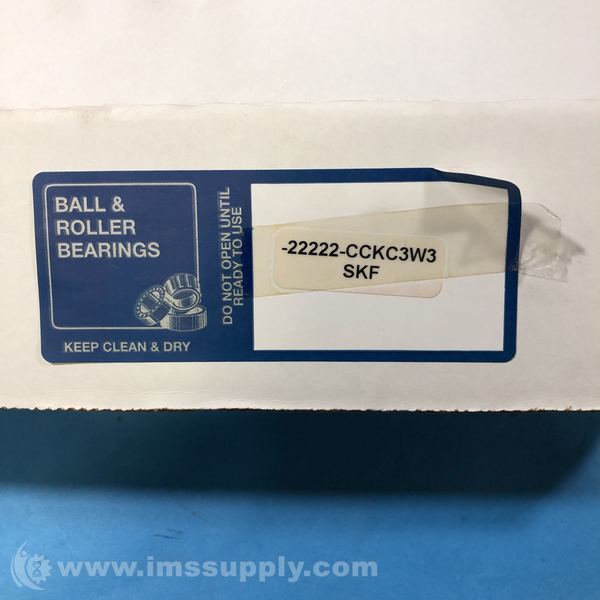 BALL &
ROLLER
BEARINGS
KEEP CLEAN & DRY
DO NOT OPEN UNTIL
READY TO USE
-22222-CCKC3W3
SKF
www.imssupply.com